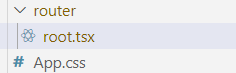 router
root.tsx
# App.css